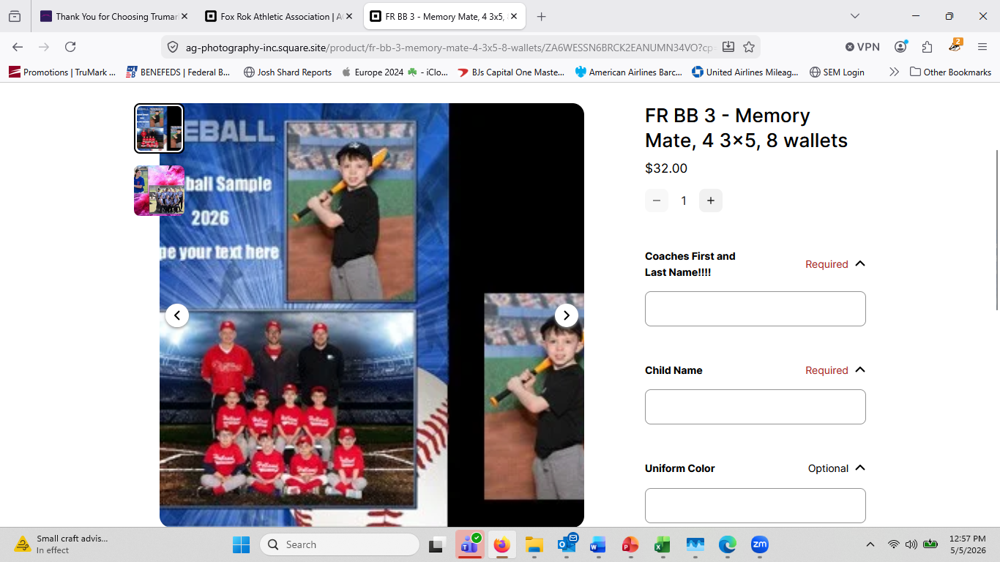 Thank You for Choosing Trumar
Fox Rok Athletic Association | A
FR BB 3 - Memory Mate, 4 3x5,
ag-photography-inc.square.site/product/fr-bb-3-memory-mate-4-3x5-8-wallets/ZA6WESSN6BRCK2EANUMN34VO?cp=
VPN
2
Promotions | TruMark ...
BENEFEDS | Federal B...
Josh Shard Reports
Europe 2024 ☘ - iClo...
BJs Capital One Maste...
American Airlines Barc...
United Airlines Mileag...
SEM Login
Other Bookmarks
EBALL
ball Sample
2026
pe your text here
FR BB 3 - Memory
Mate, 4 3×5, 8 wallets
$32.00
− 1 +
Coaches First and
Last Name!!!!
Required
Child Name
Required
Uniform Color
Optional
Small craft advis...
In effect
Search
zm
12:57 PM
5/5/2026